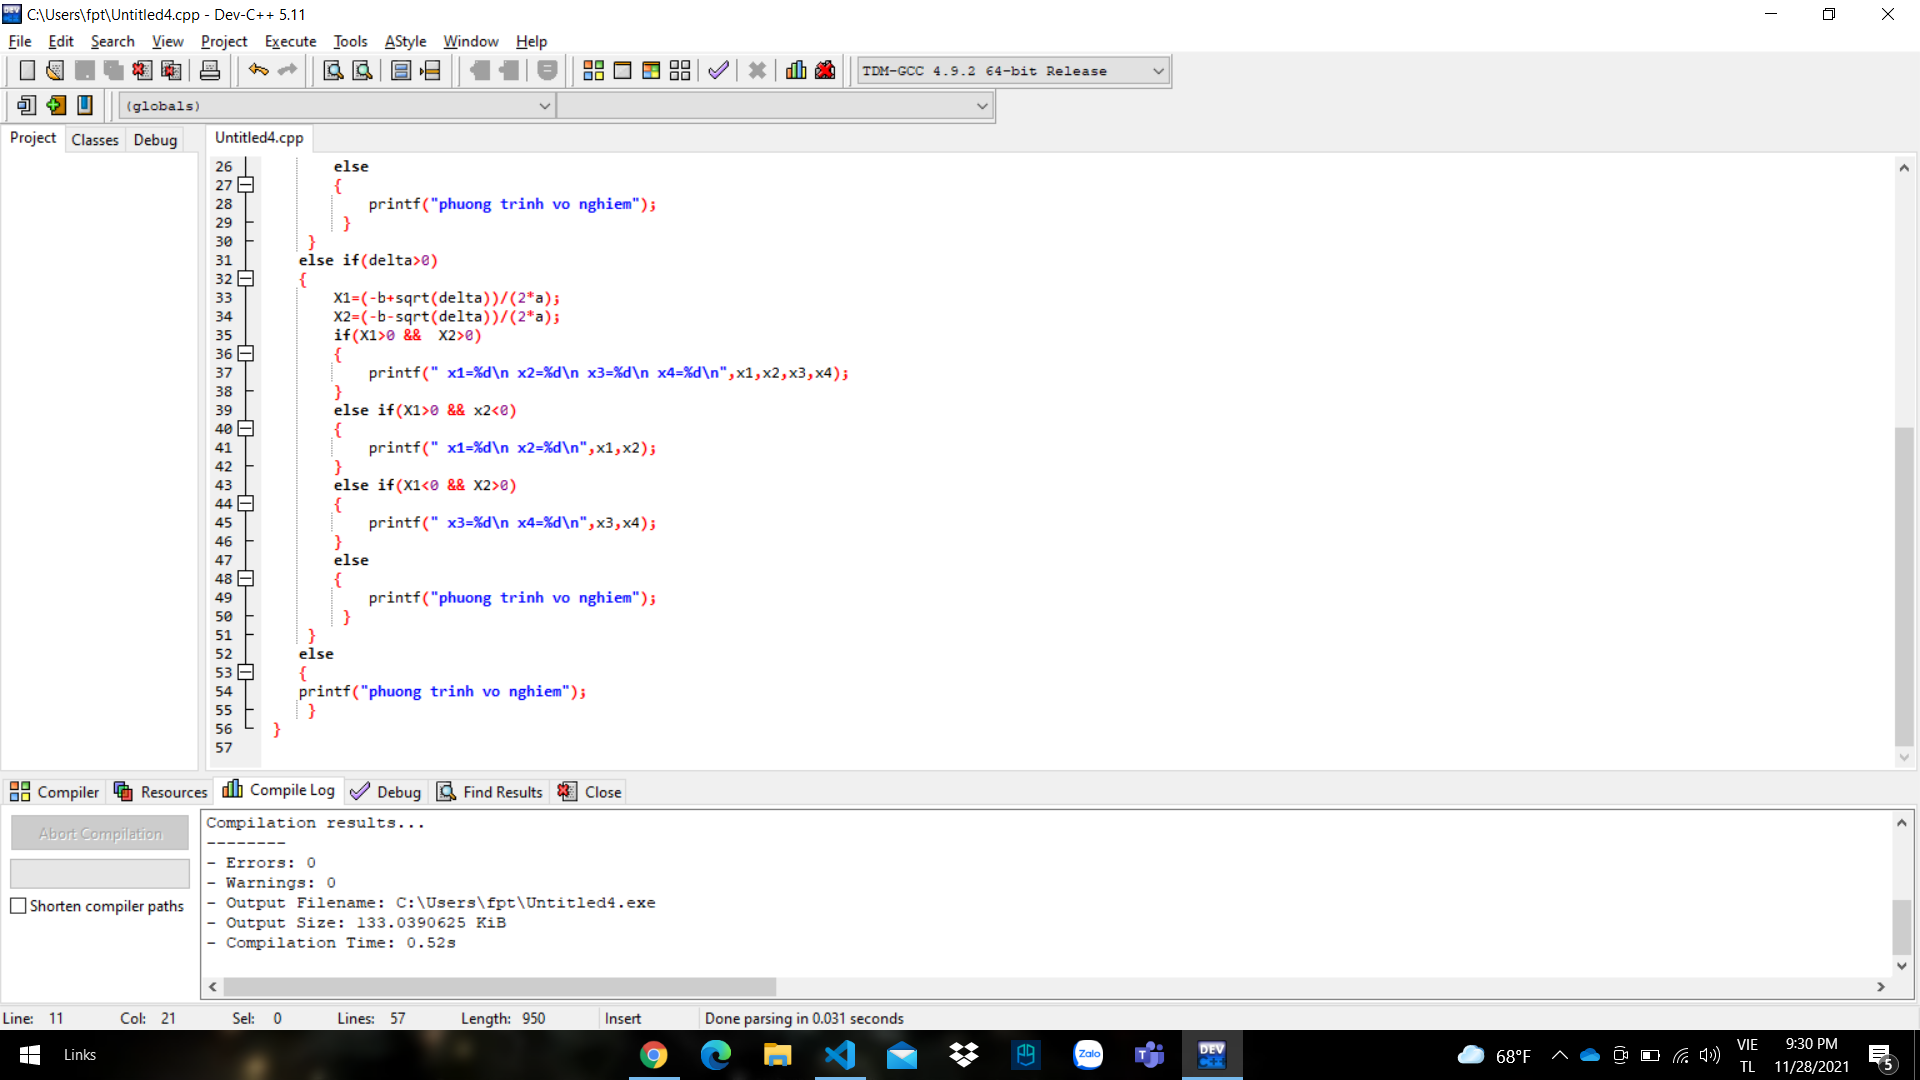 C:\Users\fpt\Untitled4.cpp - Dev-C++ 5.11
File Edit Search View Project Execute Tools AStyle Window Help
TDM-GCC 4.9.2 64-bit Release
(globals)
Project Classes Debug Untitled4.cpp
26 else
27 {
28 printf("phuong trinh vo nghiem");
29 }
30 }
31 else if(delta>0)
32 {
33 X1=(-b+sqrt(delta))/(2*a);
34 X2=(-b-sqrt(delta))/(2*a);
35 if(X1>0 &&  X2>0)
36 {
37 printf(" x1=%d\n x2=%d\n x3=%d\n x4=%d\n",x1,x2,x3,x4);
38 }
39 else if(X1>0 && x2<0)
40 {
41 printf(" x1=%d\n x2=%d\n",x1,x2);
42 }
43 else if(X1<0 && X2>0)
44 {
45 printf(" x3=%d\n x4=%d\n",x3,x4);
46 }
47 else
48 {
49 printf("phuong trinh vo nghiem");
50 }
51 }
52 else
53 {
54 printf("phuong trinh vo nghiem");
55 }
56 }
57
Compiler Resources Compile Log Debug Find Results Close
Abort Compilation
Shorten compiler paths
Compilation results...
--------
- Errors: 0
- Warnings: 0
- Output Filename: C:\Users\fpt\Untitled4.exe
- Output Size: 133.0390625 KiB
- Compilation Time: 0.52s
Line: 11 Col: 21 Sel: 0 Lines: 57 Length: 950 Insert Done parsing in 0.031 seconds
Links
Zalo
DEV C++
68°F
VIE
TL
9:30 PM
11/28/2021
5